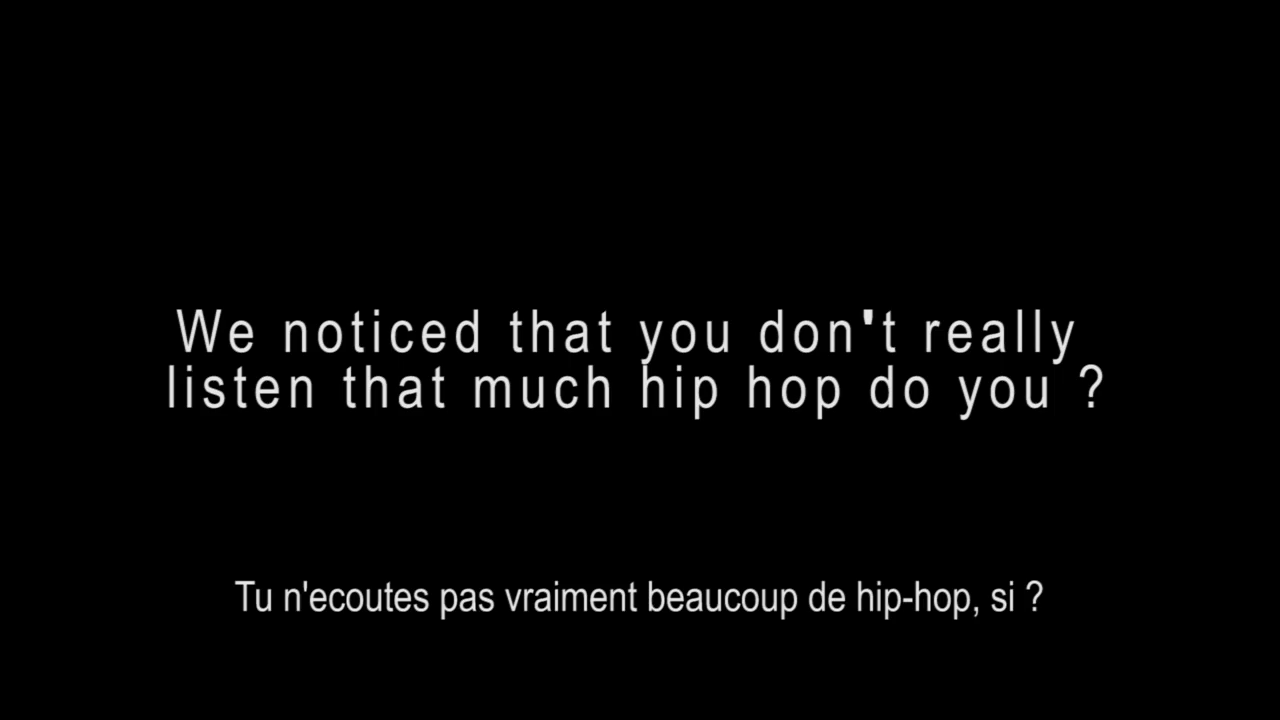 We noticed that you don't really
listen that much hip hop do you ?
Tu n'ecoutes pas vraiment beaucoup de hip-hop, si ?